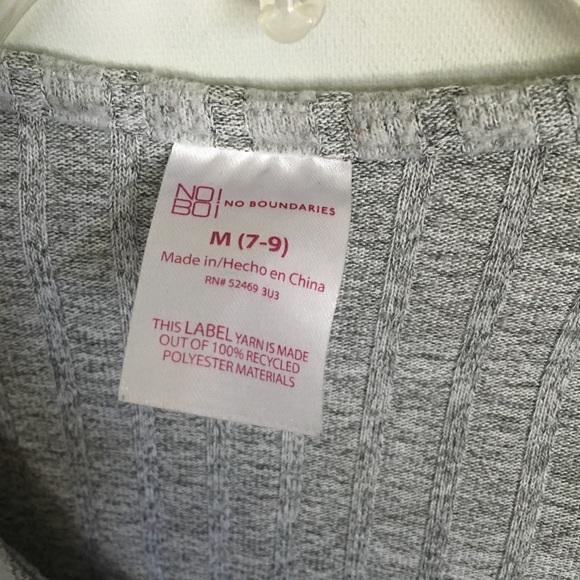 NO!
BO! NO BOUNDARIES
M (7-9)
Made in/Hecho en China
RN# 52469 3U3
THIS LABEL YARN IS MADE
OUT OF 100% RECYCLED
POLYESTER MATERIALS